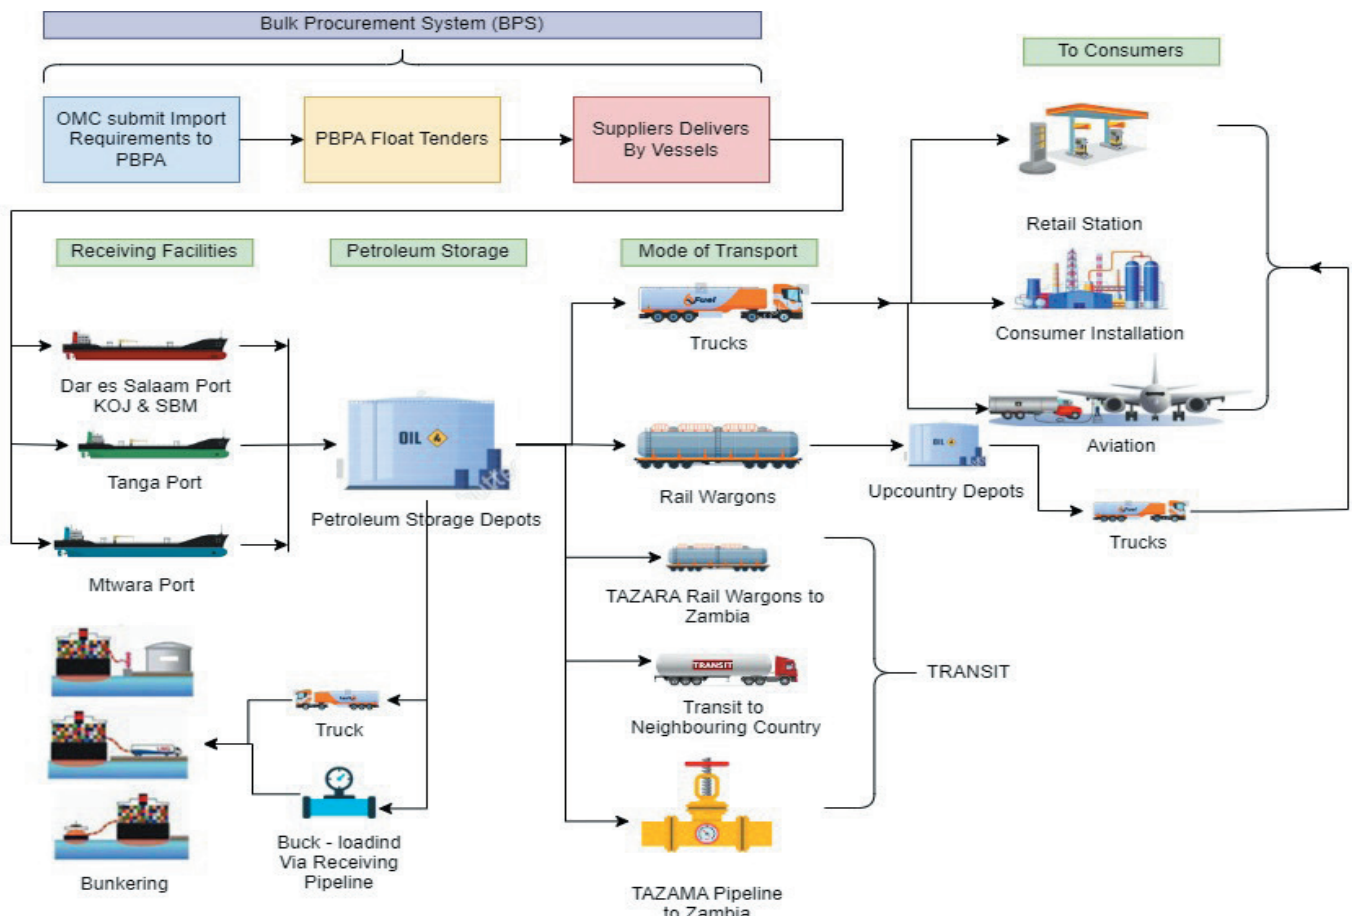 Bulk Procurement System (BPS)
To Consumers
OMC submit Import
Requirements to
PBPA
PBPA Float Tenders
Suppliers Delivers
By Vessels
Retail Station
Receiving Facilities
Petroleum Storage
Mode of Transport
Fuel
Trucks
Consumer Installation
Dar es Salaam Port
KOJ & SBM
OIL
Aviation
Tanga Port
Rail Wargons
OIL
Upcountry Depots
Petroleum Storage Depots
Fuel
Trucks
Mtwara Port
TAZARA Rail Wargons to
Zambia
TRANSIT
TRANSIT
Transit to
Neighbouring Country
Truck
Buck - loadind
Via Receiving
Pipeline
Bunkering
TAZAMA Pipeline
to Zambia